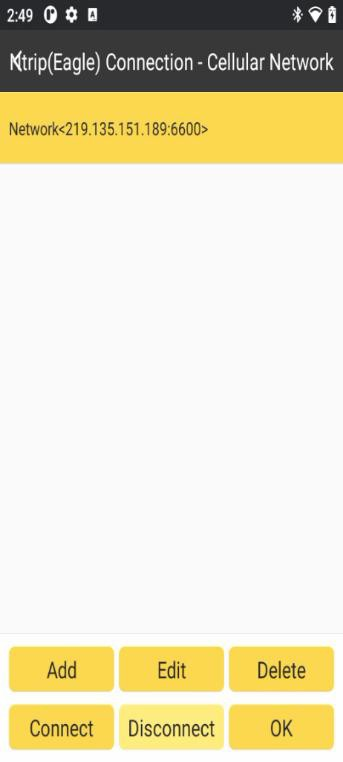 2:49
Ntrip(Eagle) Connection - Cellular Network
Network<219.135.151.189:6600>
Add Edit Delete
Connect Disconnect OK